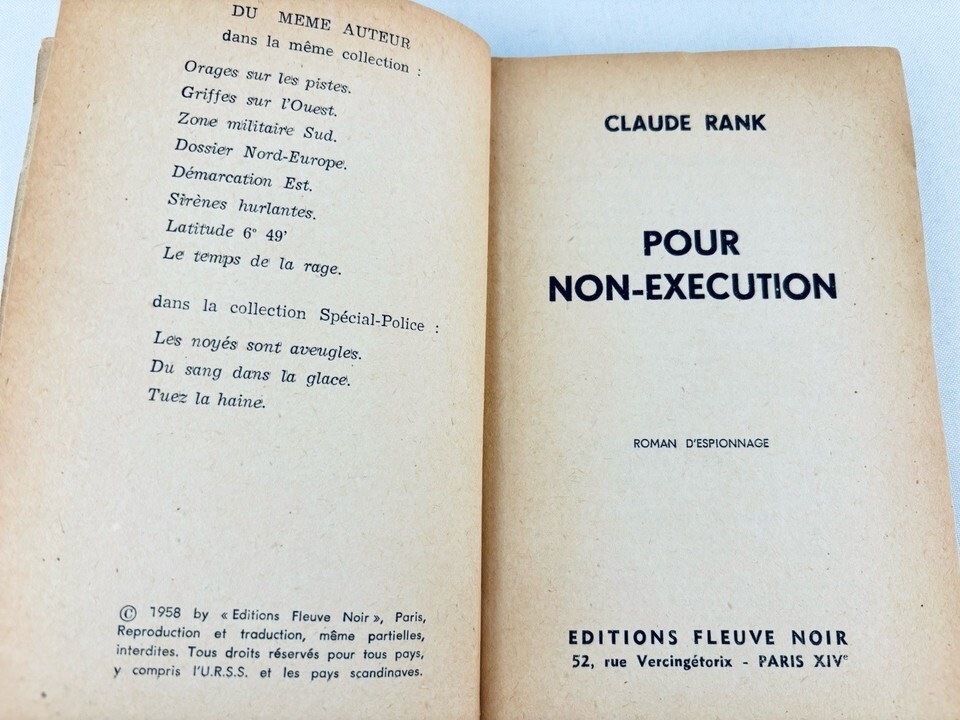 DU MEME AUTEUR
dans la même collection :
Orages sur les pistes.
Griffes sur l'Ouest.
Zone militaire Sud.
Dossier Nord-Europe.
Démarcation Est.
Sirènes hurlantes.
Latitude 6° 49'
Le temps de la rage.
dans la collection Spécial-Police :
Les noyés sont aveugles.
Du sang dans la glace.
Tuez la haine.
© 1958 by « Editions Fleuve Noir », Paris,
Reproduction et traduction, même partielles,
interdites. Tous droits réservés pour tous pays,
y compris l'U.R.S.S. et les pays scandinaves.
CLAUDE RANK
POUR
NON-EXECUTION
ROMAN D'ESPIONNAGE
EDITIONS FLEUVE NOIR
52, rue Vercingétorix - PARIS XIVe